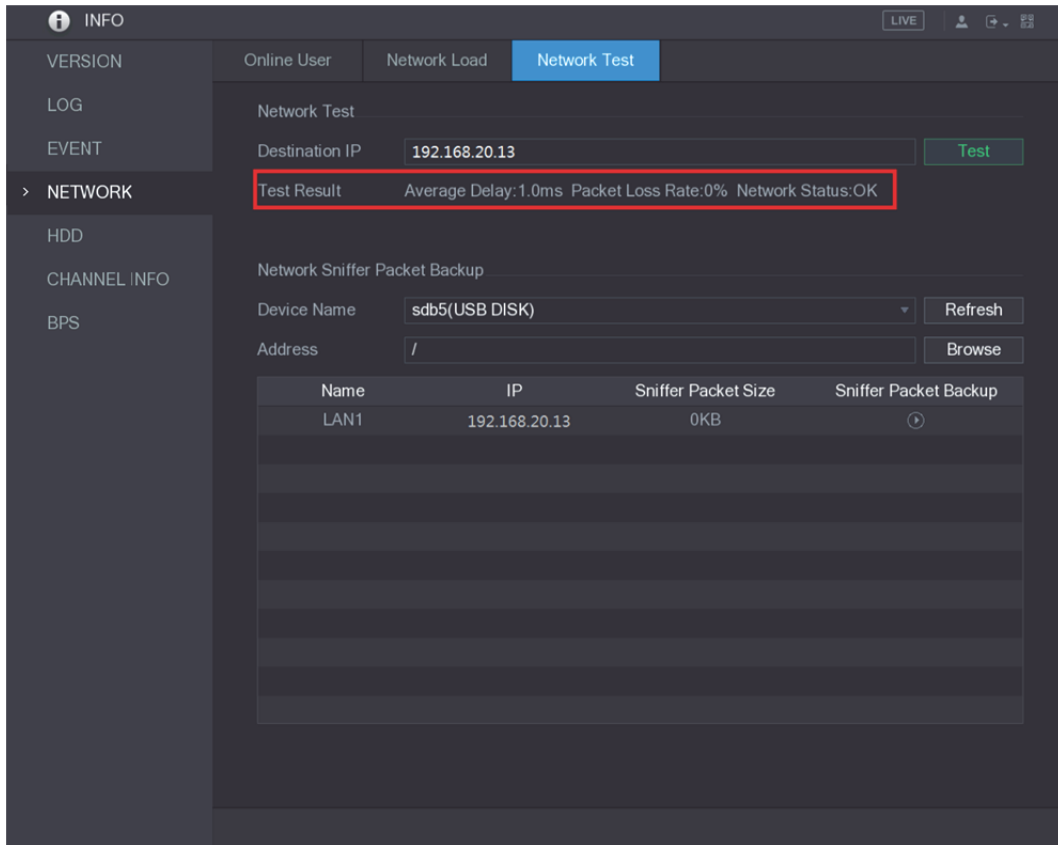 INFO
LIVE
VERSION
LOG
EVENT
NETWORK
HDD
CHANNEL INFO
BPS
Online User Network Load Network Test
Network Test
Destination IP 192.168.20.13 Test
Test Result Average Delay:1.0ms Packet Loss Rate:0% Network Status:OK
Network Sniffer Packet Backup
Device Name sdb5(USB DISK) Refresh
Address / Browse
Name IP Sniffer Packet Size Sniffer Packet Backup
LAN1 192.168.20.13 0KB